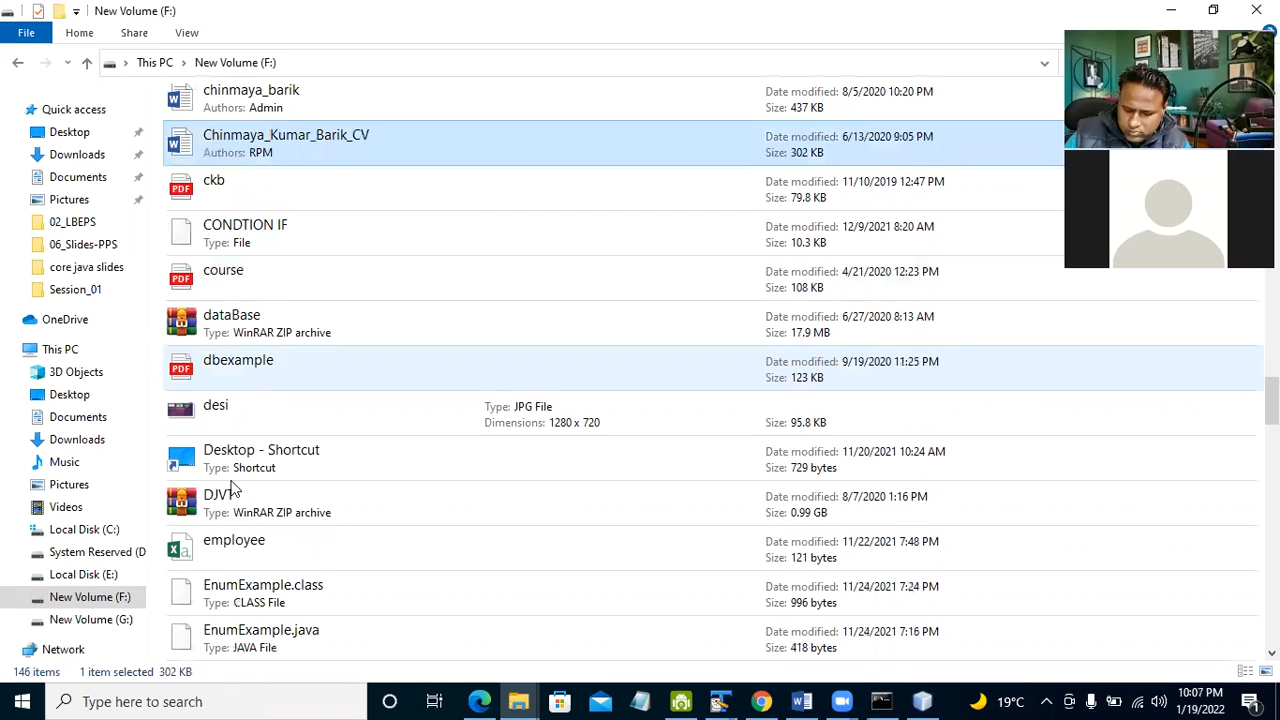 New Volume (F:)
File
Home
Share
View
This PC
New Volume (F:)
Quick access
Desktop
Downloads
Documents
Pictures
02_LBEPS
06_Slides-PPS
core java slides
Session_01
OneDrive
This PC
3D Objects
Desktop
Documents
Downloads
Music
Pictures
Videos
Local Disk (C:)
System Reserved (D
Local Disk (E:)
New Volume (F:)
New Volume (G:)
Network
chinmaya_barik
Authors: Admin
Date modified: 8/5/2020 10:20 PM
Size: 437 KB
Chinmaya_Kumar_Barik_CV
Authors: RPM
Date modified: 6/13/2020 9:05 PM
Size: 302 KB
ckb
Date modified: 11/10/2019 12:47 PM
Size: 79.8 KB
CONDTION IF
Type: File
Date modified: 12/9/2021 8:20 AM
Size: 10.3 KB
course
Date modified: 4/21/2020 12:23 PM
Size: 108 KB
dataBase
Type: WinRAR ZIP archive
Date modified: 6/27/2020 8:13 AM
Size: 17.9 MB
dbexample
Date modified: 9/19/2020 11:25 PM
Size: 123 KB
desi
Type: JPG File
Dimensions: 1280 x 720
Size: 95.8 KB
Desktop - Shortcut
Type: Shortcut
Date modified: 11/20/2021 10:24 AM
Size: 729 bytes
Type: WinRAR ZIP archive
Date modified: 8/7/2020 1:16 PM
Size: 0.99 GB
employee
Date modified: 11/22/2021 7:48 PM
Size: 121 bytes
EnumExample.class
Type: CLASS File
Date modified: 11/24/2021 7:24 PM
Size: 996 bytes
EnumExample.java
Type: JAVA File
Date modified: 11/24/2021 7:16 PM
Size: 418 bytes
PDF
PDF
PDF
146 items
1 item selected 302 KB
Type here to search
19°C
10:07 PM
1/19/2022